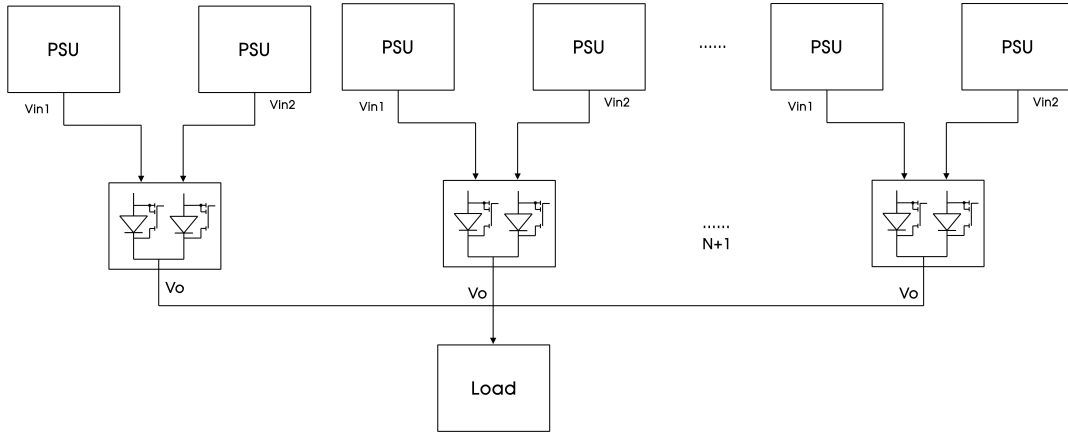 PSU PSU PSU PSU ...... PSU PSU
Vin1 Vin2 Vin1 Vin2 Vin1 Vin2
......
N+1
Vo Vo Vo
Load